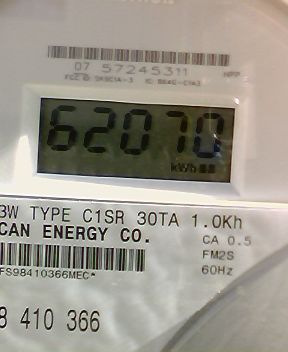 07 57245311
62070
kWh
3W TYPE C1SR 30TA 1.0Kh
CAN ENERGY CO.
CA 0.5
FM2S
FS98410366MEC*
60Hz
8 410 366